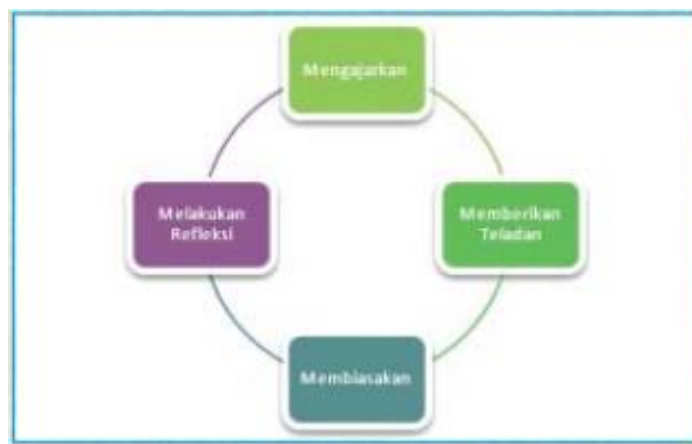 Mengajarkan
Memberikan
Teladan
Membiasakan
Melakukan
Refleksi